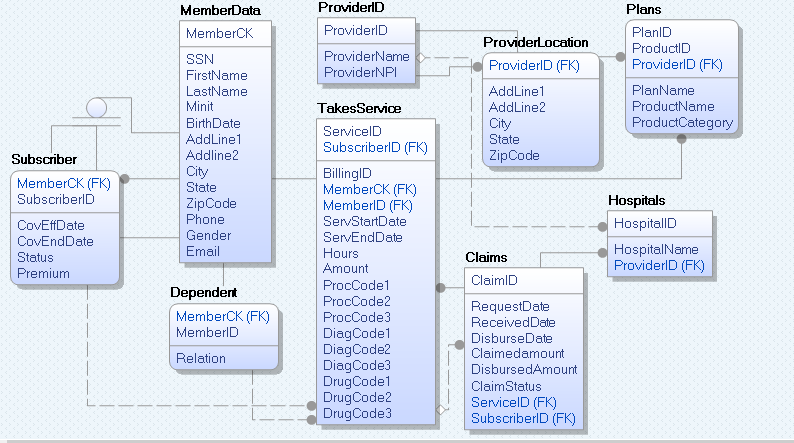 MemberData
MemberCK
SSN
FirstName
LastName
Minit
BirthDate
AddLine1
Addline2
City
State
ZipCode
Phone
Gender
Email
ProviderID
ProviderID
ProviderName
ProviderNPI
ProviderLocation
ProviderID (FK)
AddLine1
AddLine2
City
State
ZipCode
Plans
PlanID
ProductID
ProviderID (FK)
PlanName
ProductName
ProductCategory
Subscriber
MemberCK (FK)
SubscriberID
CovEffDate
CovEndDate
Status
Premium
TakesService
ServiceID
SubscriberID (FK)
BillingID
MemberCK (FK)
MemberID (FK)
ServStartDate
ServEndDate
Hours
Amount
ProcCode1
ProcCode2
ProcCode3
DiagCode1
DiagCode2
DiagCode3
DrugCode1
DrugCode2
DrugCode3
Hospitals
HospitalID
HospitalName
ProviderID (FK)
Dependent
MemberCK (FK)
MemberID
Relation
Claims
ClaimID
RequestDate
ReceivedDate
DisburseDate
Claimedamount
DisbursedAmount
ClaimStatus
ServiceID (FK)
SubscriberID (FK)